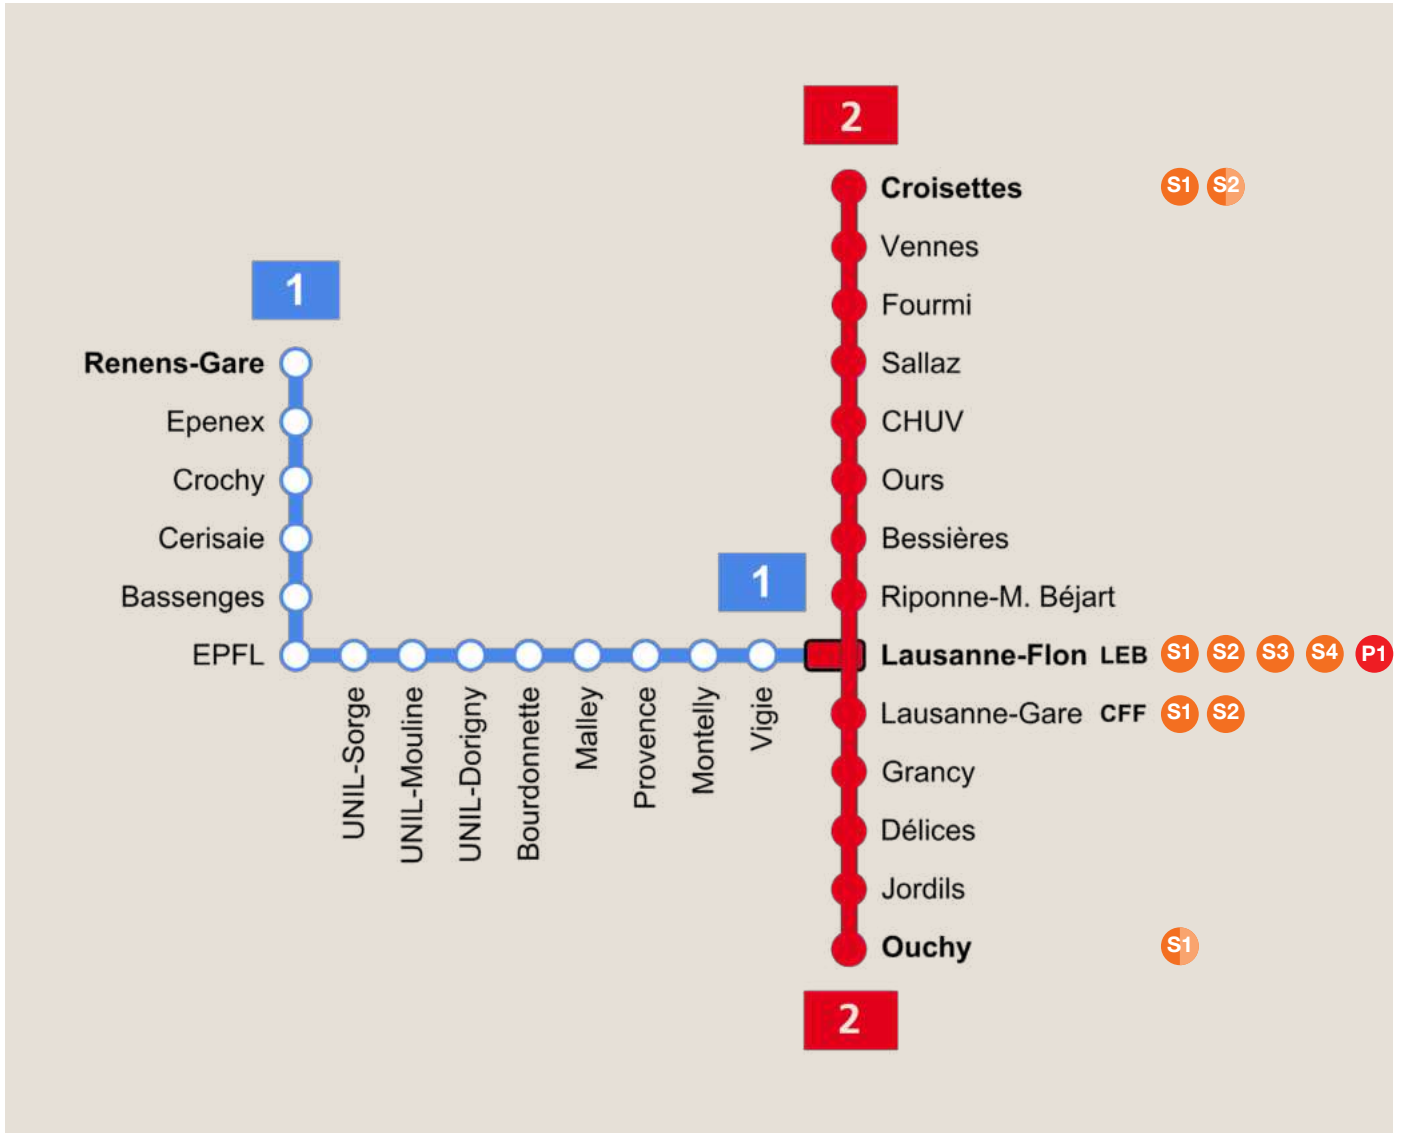 2
Croisettes S1 S2
Vennes
Fourmi
Sallaz
CHUV
Ours
Bessières
Riponne-M. Béjart
Lausanne-Flon LEB S1 S2 S3 S4 P1
Lausanne-Gare CFF S1 S2
Grancy
Délices
Jordils
Ouchy S1
2
1
Renens-Gare
Epenex
Crochy
Cerisaie
Bassenges
EPFL
UNIL-Sorge
UNIL-Mouline
UNIL-Dorigny
Bourdonnette
Malley
Provence
Montelly
Vigie
1